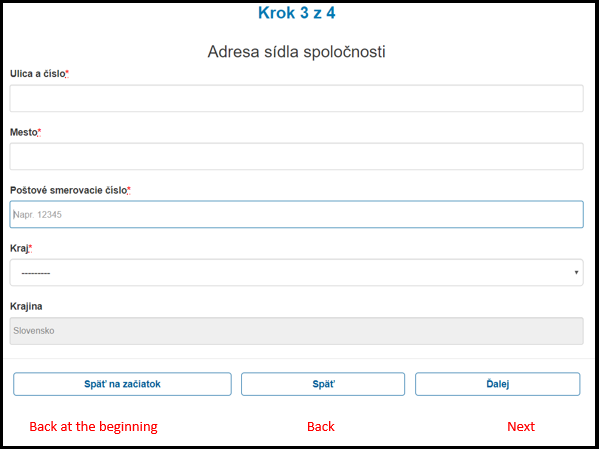 Krok 3 z 4
Adresa sídla spoločnosti
Ulica a číslo*
Mesto*
Poštové smerovacie číslo*
Napr. 12345
Kraj*
---------
Krajina
Slovensko
Späť na začiatok Späť Ďalej
Back at the beginning Back Next